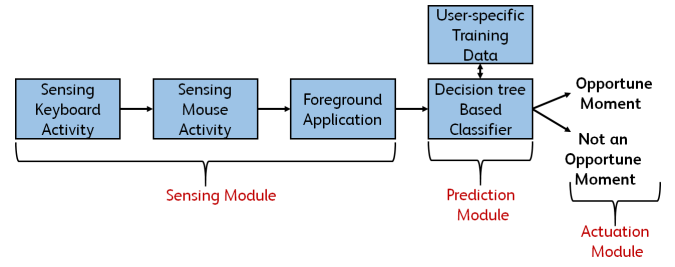 User-specific
Training
Data
Sensing
Keyboard
Activity
Sensing
Mouse
Activity
Foreground
Application
Decision tree
Based
Classifier
Opportune
Moment
Not an
Opportune
Moment
Sensing Module
Prediction
Module
Actuation
Module